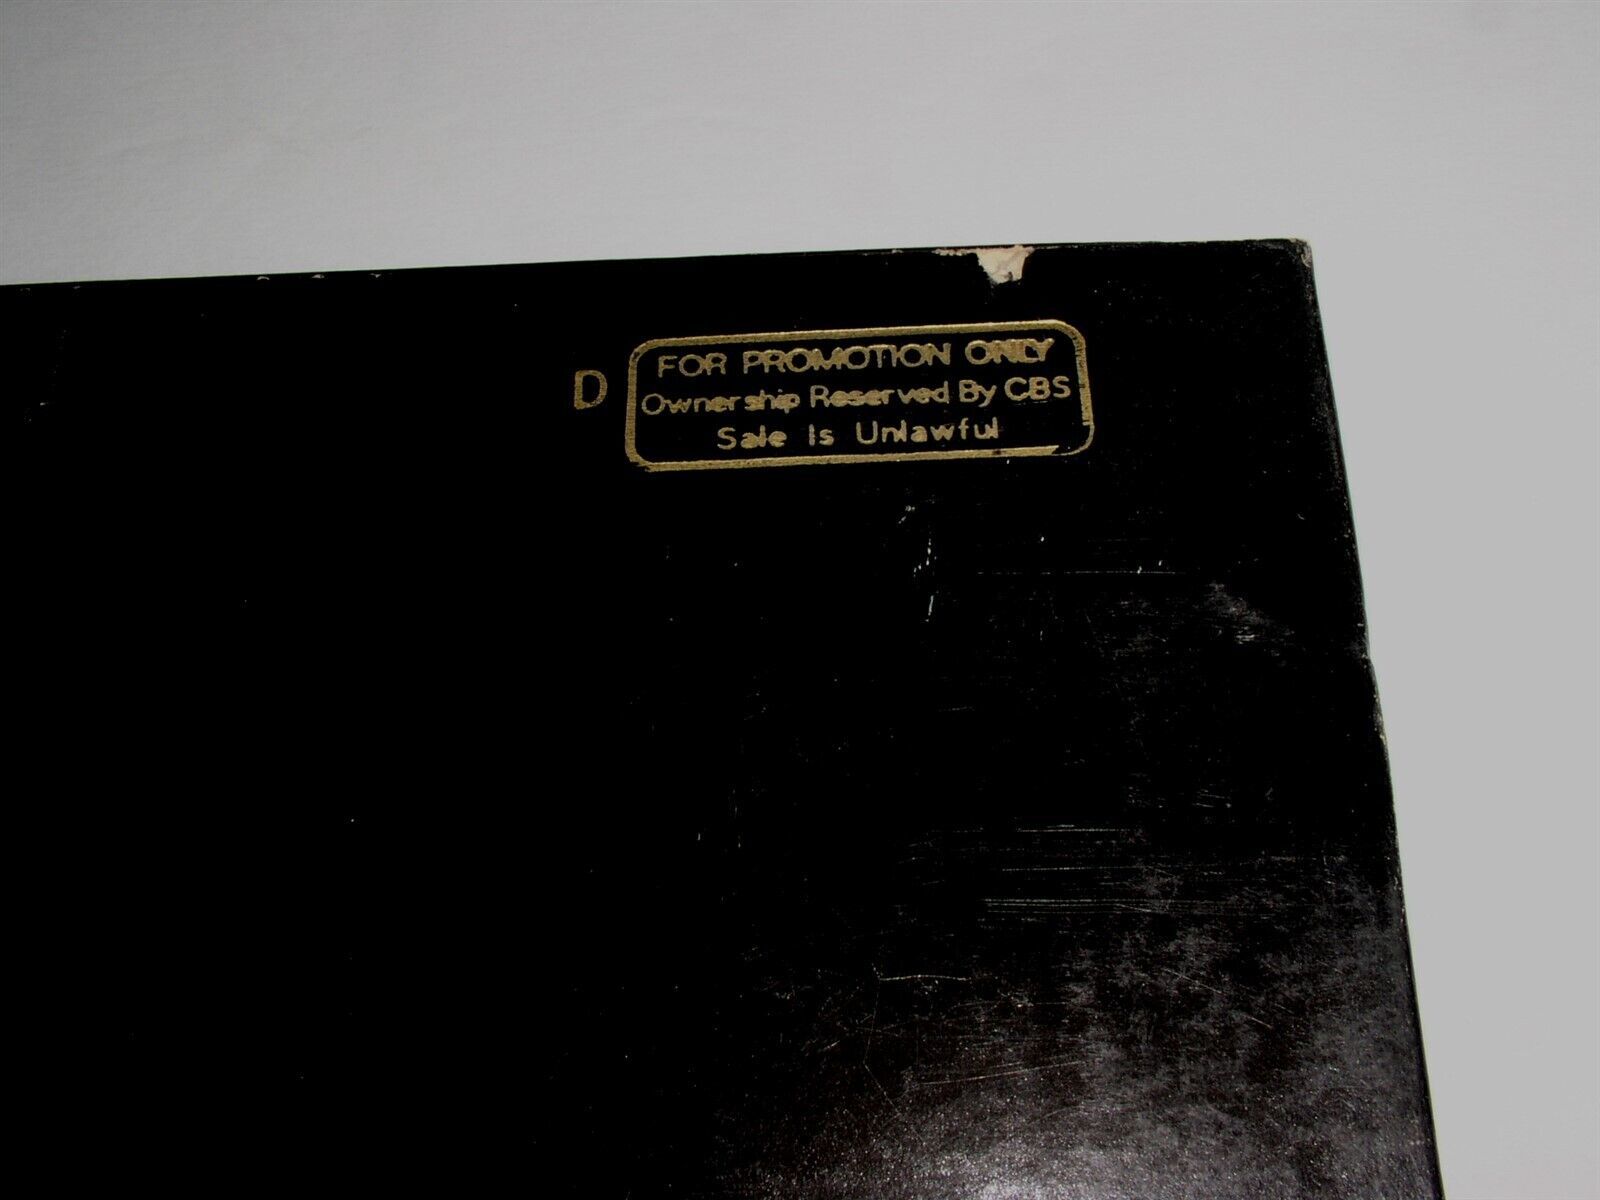 D
FOR PROMOTION ONLY
Ownership Reserved By CBS
Sale Is Unlawful